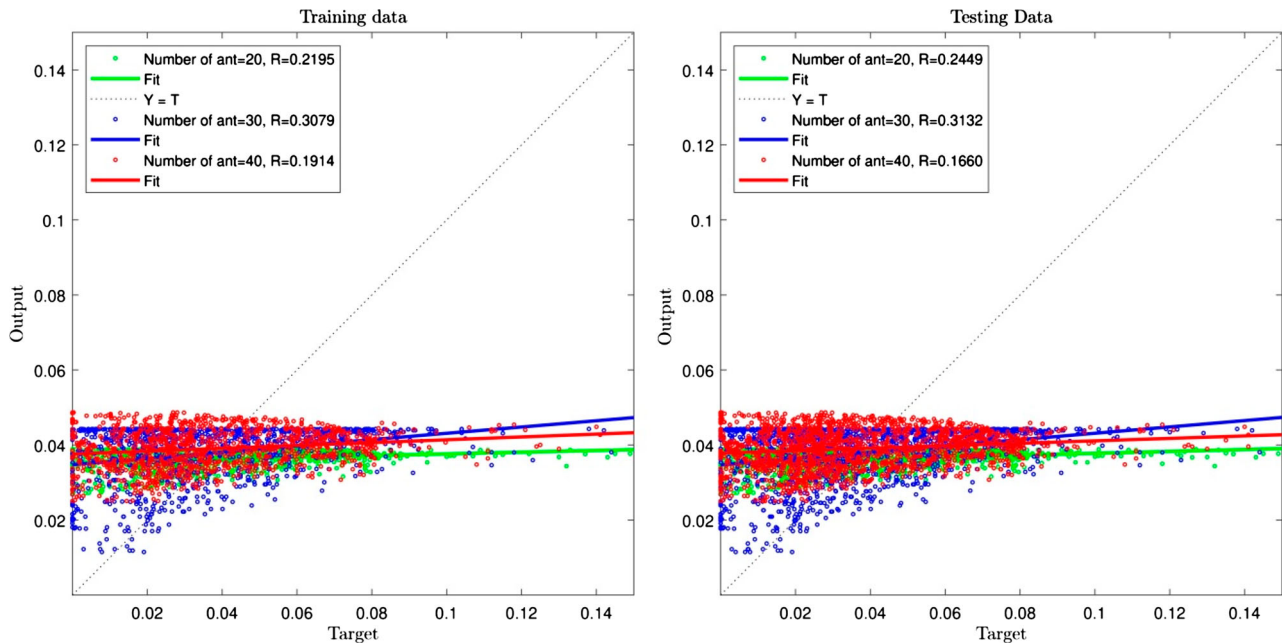 Training data
Number of ant=20, R=0.2195
Fit
Y = T
Number of ant=30, R=0.3079
Fit
Number of ant=40, R=0.1914
Fit
0.14
0.12
0.1
0.08
0.06
0.04
0.02
Output
0.02 0.04 0.06 0.08 0.1 0.12 0.14
Target
Testing Data
Number of ant=20, R=0.2449
Fit
Y = T
Number of ant=30, R=0.3132
Fit
Number of ant=40, R=0.1660
Fit
0.14
0.12
0.1
0.08
0.06
0.04
0.02
Output
0.02 0.04 0.06 0.08 0.1 0.12 0.14
Target